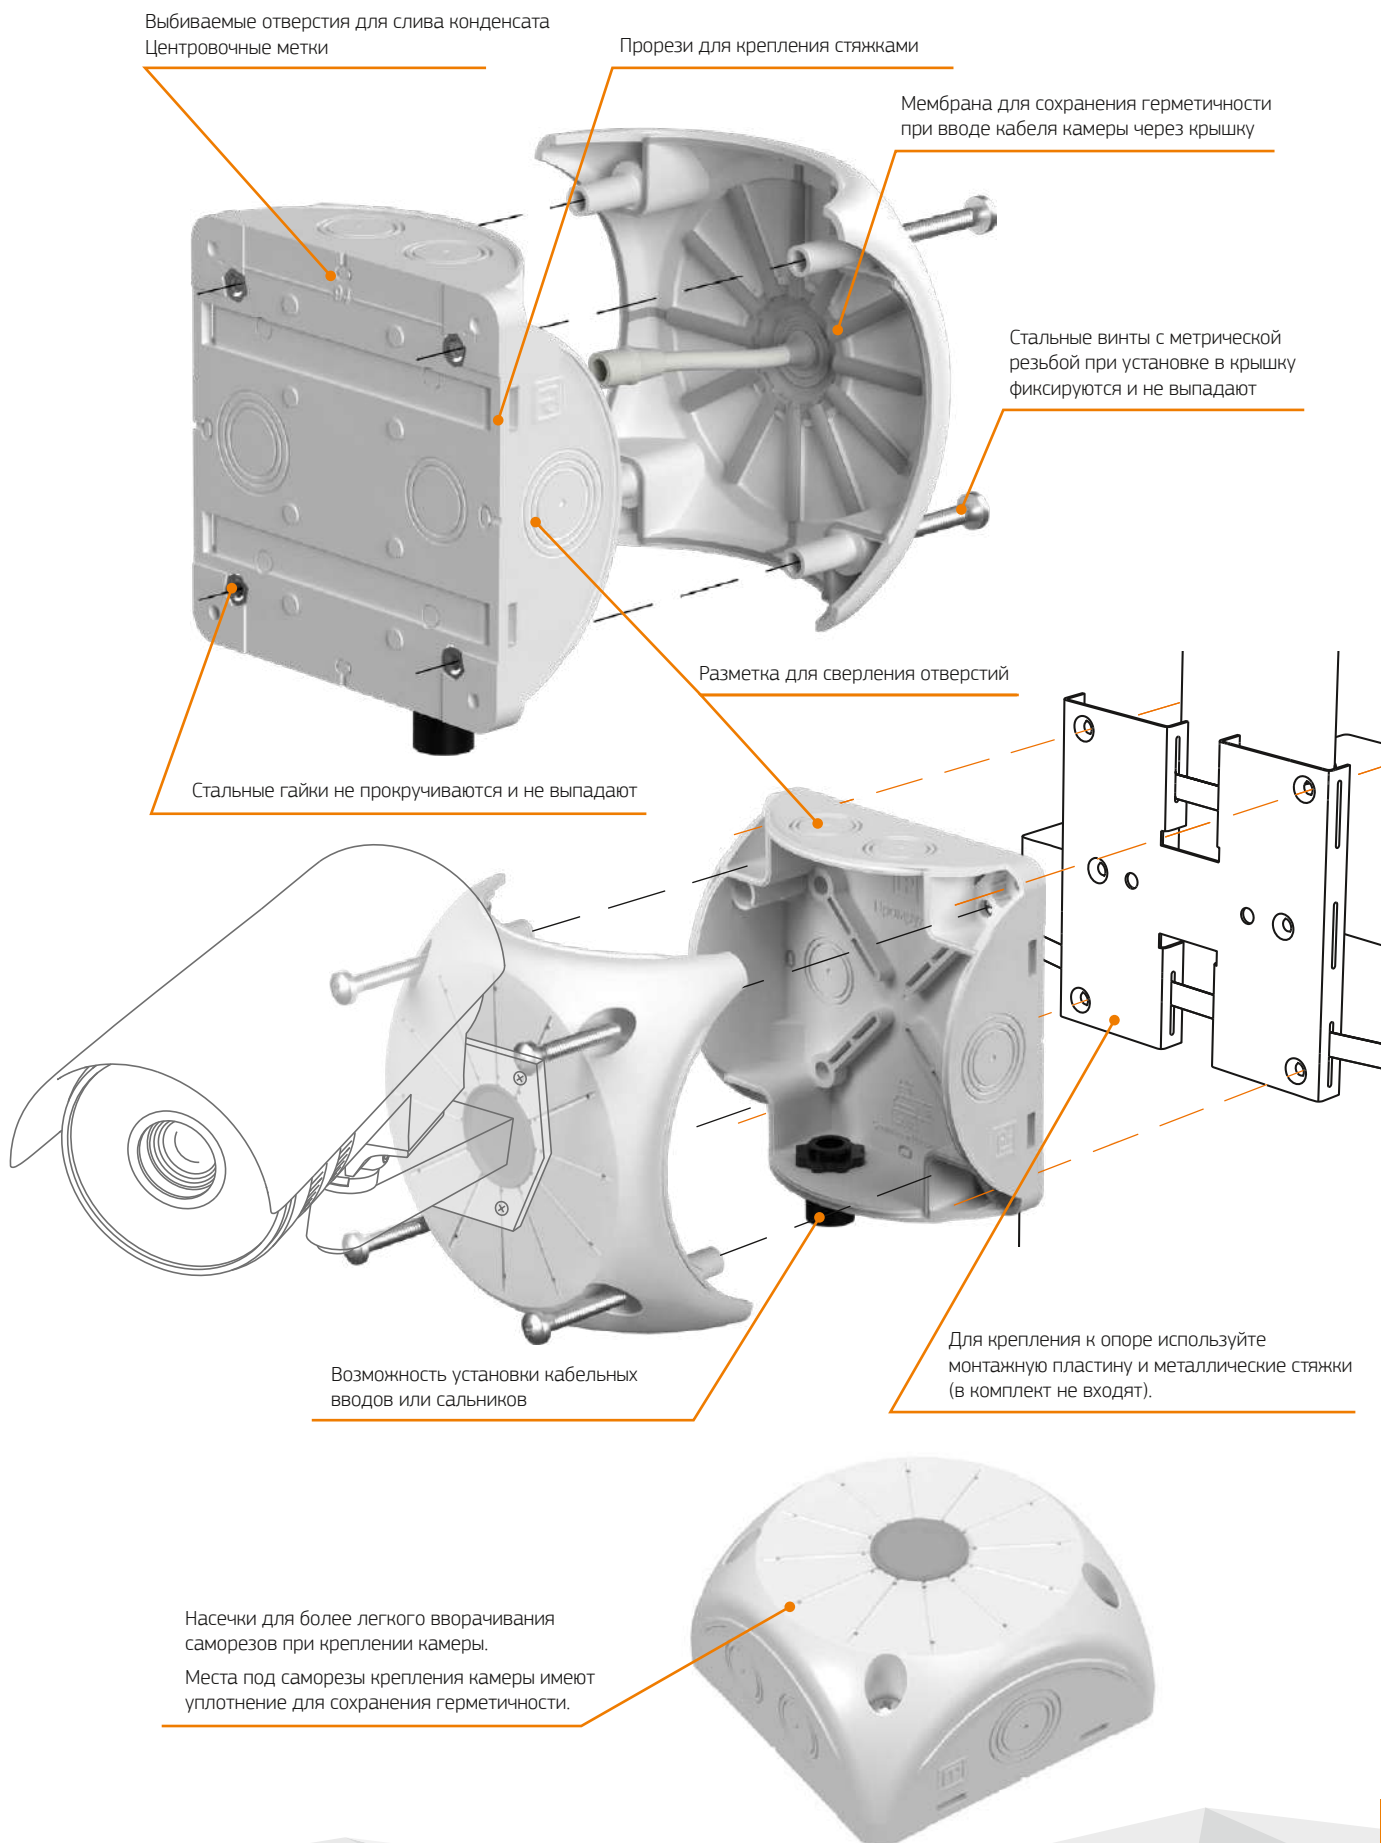 Выбиваемые отверстия для слива конденсата
Центровочные метки
Прорези для крепления стяжками
Мембрана для сохранения герметичности
при вводе кабеля камеры через крышку
Стальные винты с метрической
резьбой при установке в крышку
фиксируются и не выпадают
Разметка для сверления отверстий
Стальные гайки не прокручиваются и не выпадают
Для крепления к опоре используйте
монтажную пластину и металлические стяжки
(в комплект не входят).
Возможность установки кабельных
вводов или сальников
Насечки для более легкого вворачивания
саморезов при креплении камеры.
Места под саморезы крепления камеры имеют
уплотнение для сохранения герметичности.